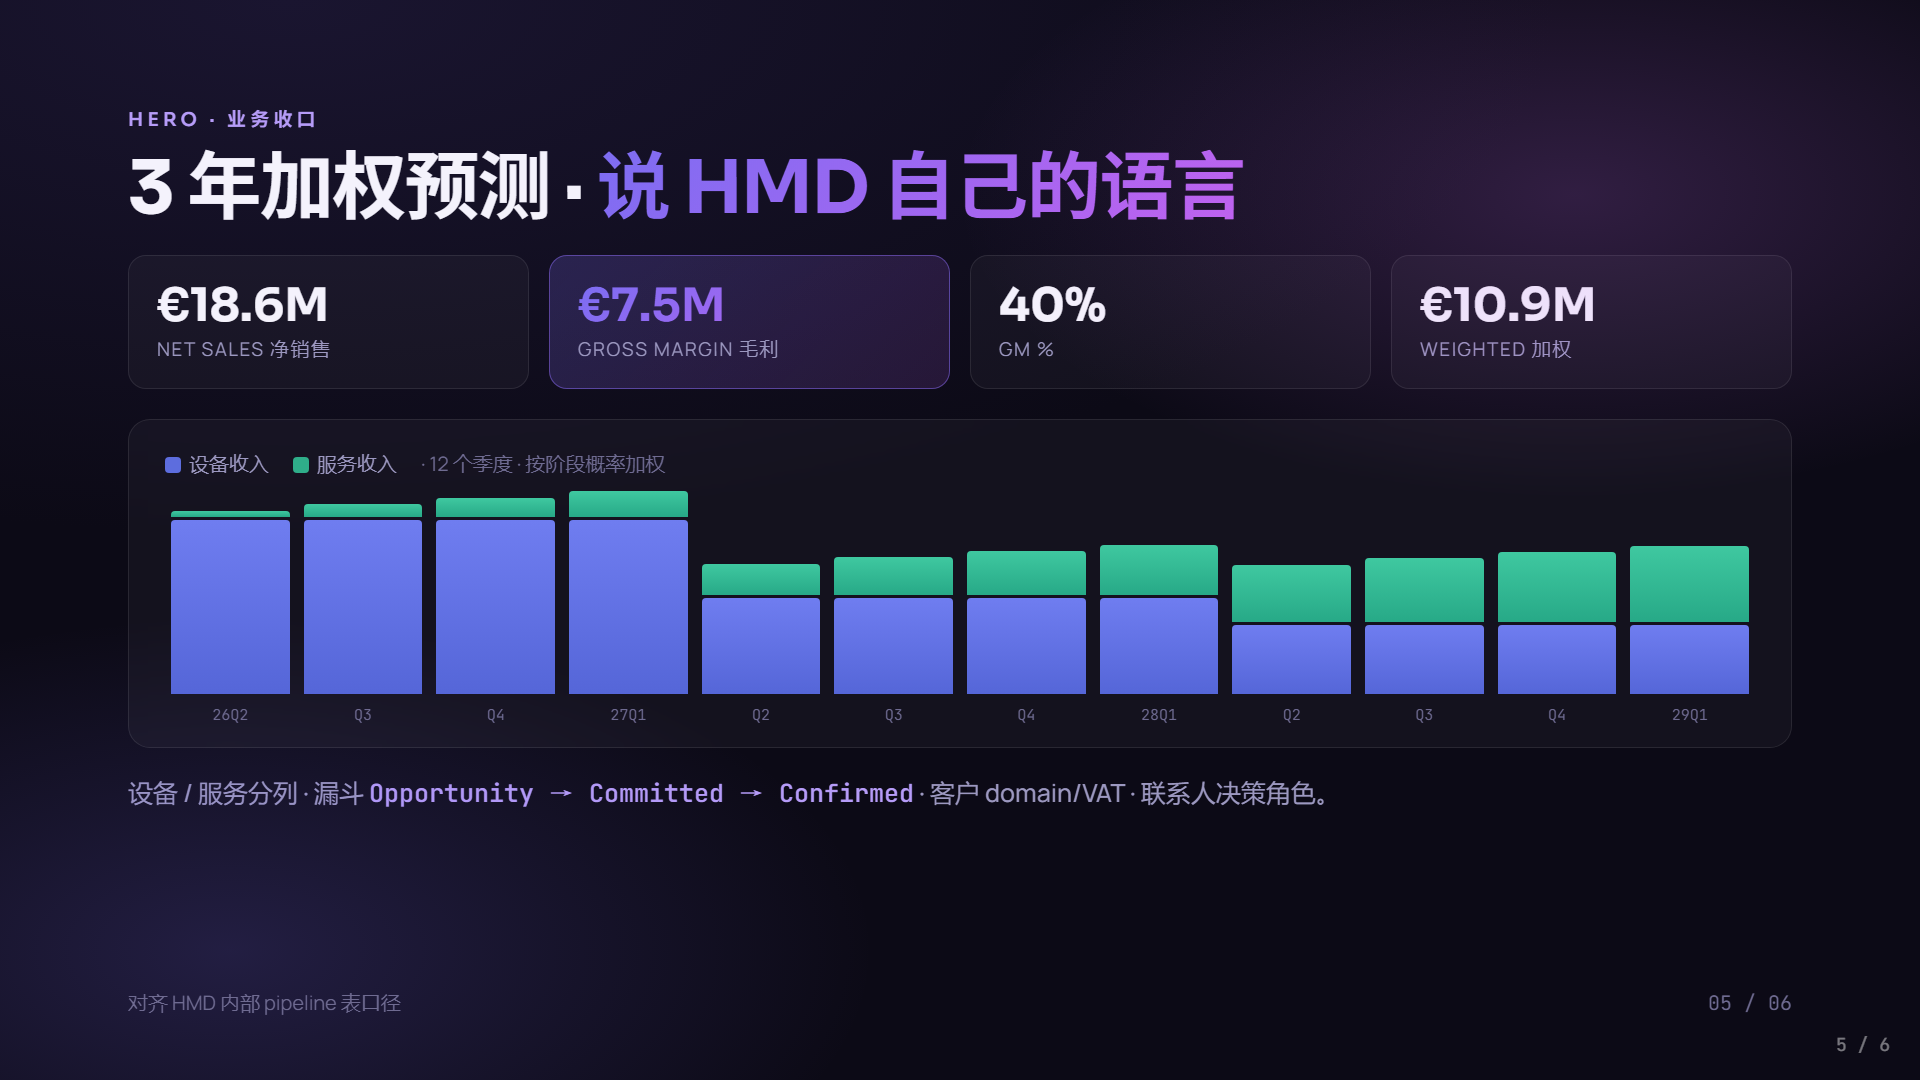 HERO · 业务收口
3 年加权预测 · 说 HMD 自己的语言
€18.6M
NET SALES 净销售
€7.5M
GROSS MARGIN 毛利
40%
GM %
€10.9M
WEIGHTED 加权
设备收入 服务收入 · 12 个季度 · 按阶段概率加权
26Q2 Q3 Q4 27Q1 Q2 Q3 Q4 28Q1 Q2 Q3 Q4 29Q1
设备 / 服务分列 · 漏斗 Opportunity → Committed → Confirmed · 客户 domain/VAT · 联系人决策角色。
对齐 HMD 内部 pipeline 表口径
05 / 06
5 / 6